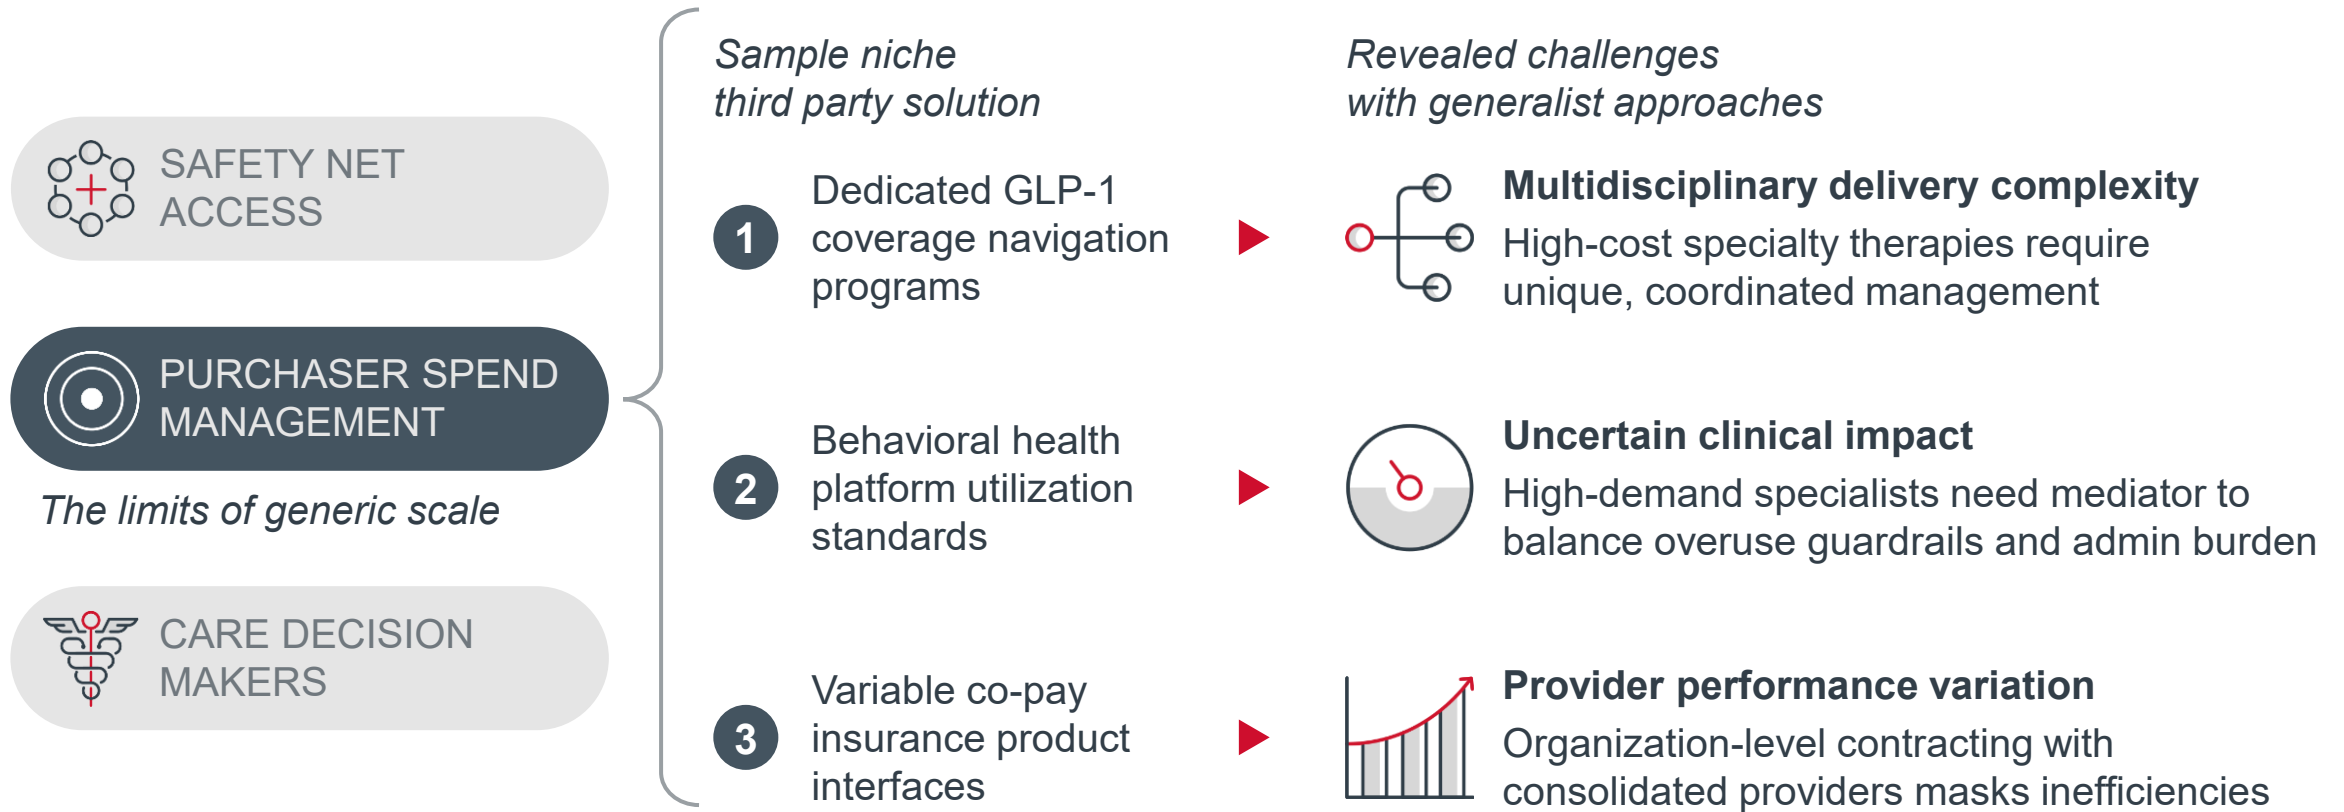 SAFETY NET
ACCESS
PURCHASER SPEND
MANAGEMENT
The limits of generic scale
CARE DECISION
MAKERS
Sample niche
third party solution
Revealed challenges
with generalist approaches
1
Dedicated GLP-1
coverage navigation
programs
Multidisciplinary delivery complexity
High-cost specialty therapies require
unique, coordinated management
2
Behavioral health
platform utilization
standards
Uncertain clinical impact
High-demand specialists need mediator to
balance overuse guardrails and admin burden
3
Variable co-pay
insurance product
interfaces
Provider performance variation
Organization-level contracting with
consolidated providers masks inefficiencies